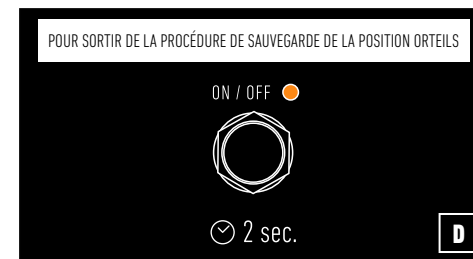 POUR SORTIR DE LA PROCÉDURE DE SAUVEGARDE DE LA POSITION ORTEILS
ON / OFF
2 sec.
D